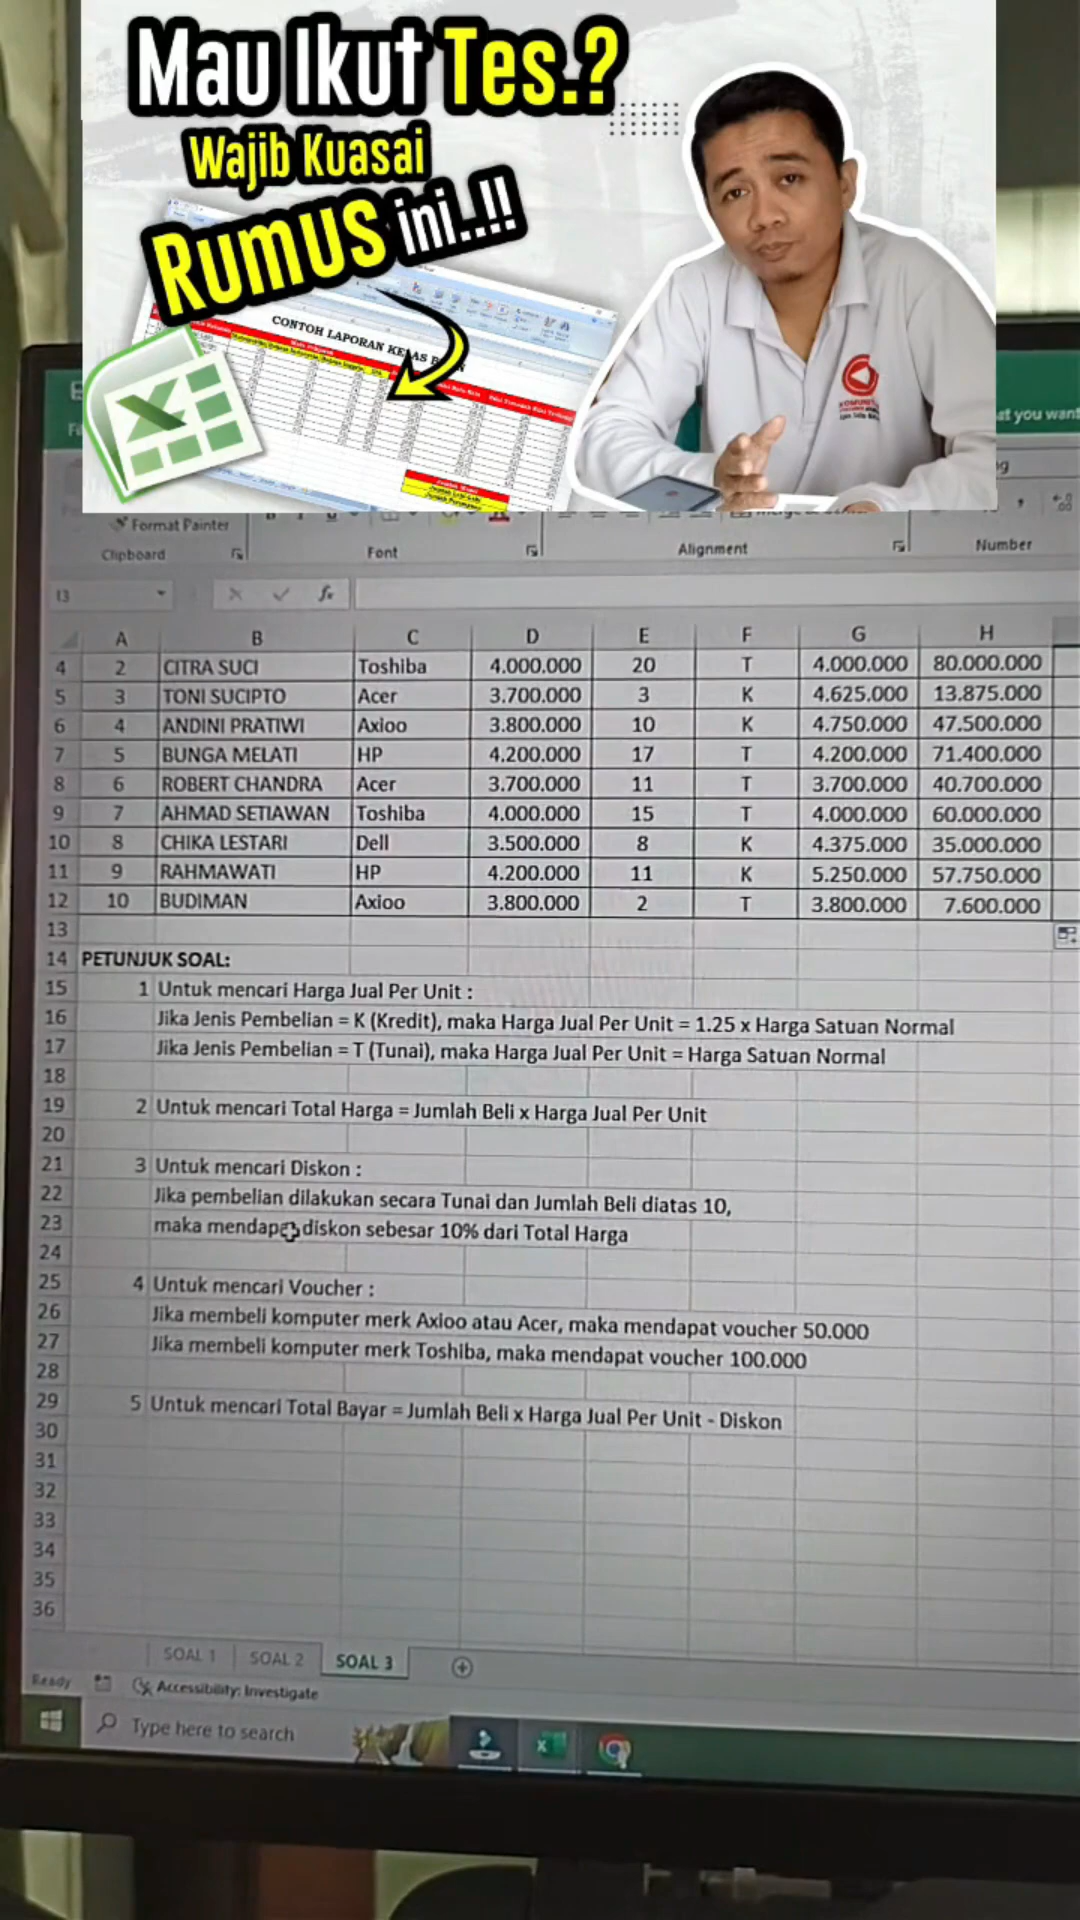 Mau Ikut Tes.?
Wajib Kuasai
Rumus ini..!!
CONTOH LAPORAN KELAS
at you want
Format Painter
Clipboard
Font
Alignment
Number
I3
fx
A B C D E F G H
4 2 CITRA SUCI Toshiba 4.000.000 20 T 4.000.000 80.000.000
5 3 TONI SUCIPTO Acer 3.700.000 3 K 4.625.000 13.875.000
6 4 ANDINI PRATIWI Axioo 3.800.000 10 K 4.750.000 47.500.000
7 5 BUNGA MELATI HP 4.200.000 17 T 4.200.000 71.400.000
8 6 ROBERT CHANDRA Acer 3.700.000 11 T 3.700.000 40.700.000
9 7 AHMAD SETIAWAN Toshiba 4.000.000 15 T 4.000.000 60.000.000
10 8 CHIKA LESTARI Dell 3.500.000 8 K 4.375.000 35.000.000
11 9 RAHMAWATI HP 4.200.000 11 K 5.250.000 57.750.000
12 10 BUDIMAN Axioo 3.800.000 2 T 3.800.000 7.600.000
13
14 PETUNJUK SOAL:
15 1 Untuk mencari Harga Jual Per Unit :
16 Jika Jenis Pembelian = K (Kredit), maka Harga Jual Per Unit = 1.25 x Harga Satuan Normal
17 Jika Jenis Pembelian = T (Tunai), maka Harga Jual Per Unit = Harga Satuan Normal
18
19 2 Untuk mencari Total Harga = Jumlah Beli x Harga Jual Per Unit
20
21 3 Untuk mencari Diskon :
22 Jika pembelian dilakukan secara Tunai dan Jumlah Beli diatas 10,
23 maka mendapat diskon sebesar 10% dari Total Harga
24
25 4 Untuk mencari Voucher :
26 Jika membeli komputer merk Axioo atau Acer, maka mendapat voucher 50.000
27 Jika membeli komputer merk Toshiba, maka mendapat voucher 100.000
28
29 5 Untuk mencari Total Bayar = Jumlah Beli x Harga Jual Per Unit - Diskon
30
31
32
33
34
35
36
SOAL 1 SOAL 2 SOAL 3
Ready
Accessibility: Investigate
Type here to search